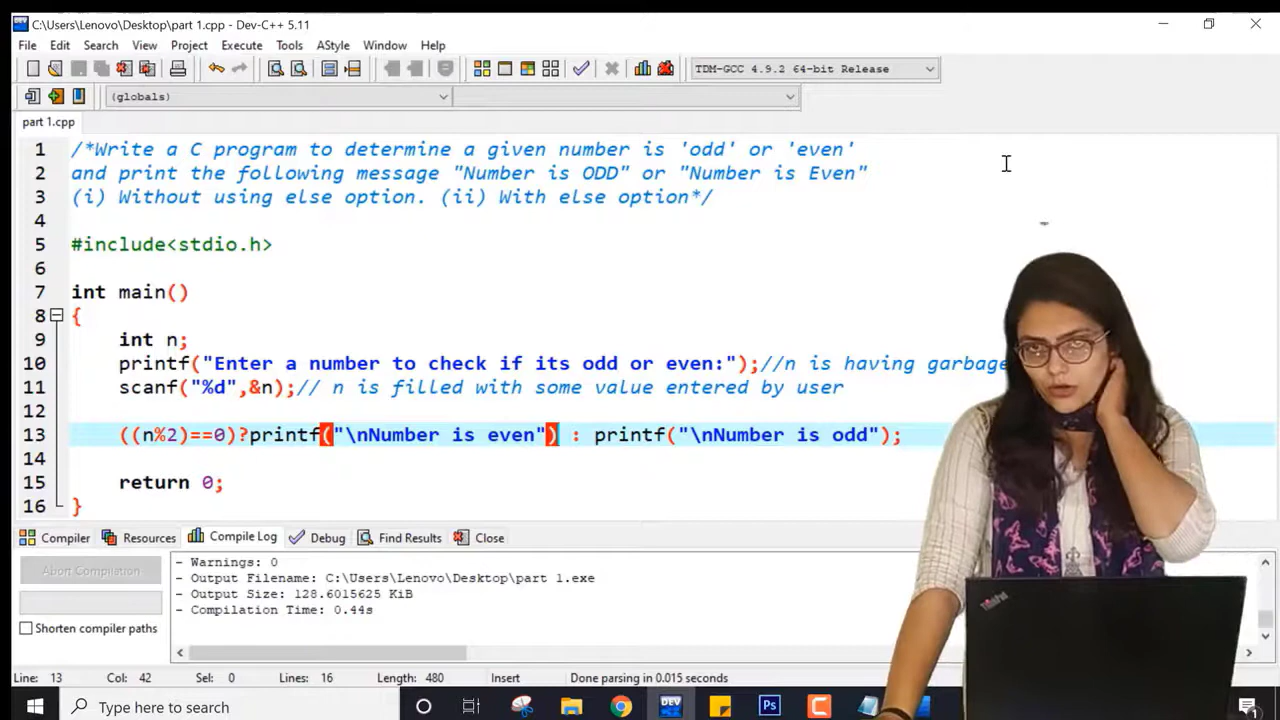 C:\Users\Lenovo\Desktop\part 1.cpp - Dev-C++ 5.11
File Edit Search View Project Execute Tools AStyle Window Help
TDM-GCC 4.9.2 64-bit Release
(globals)
part 1.cpp
1 /*Write a C program to determine a given number is 'odd' or 'even'
2 and print the following message "Number is ODD" or "Number is Even"
3 (i) Without using else option. (ii) With else option*/
4
5 #include<stdio.h>
6
7 int main()
8 {
9 int n;
10 printf("Enter a number to check if its odd or even:");//n is having garbage
11 scanf("%d",&n);// n is filled with some value entered by user
12
13 ((n%2)==0)?printf("\nNumber is even") : printf("\nNumber is odd");
14
15 return 0;
16 }
Compiler Resources Compile Log Debug Find Results Close
Abort Compilation
Shorten compiler paths
- Warnings: 0
- Output Filename: C:\Users\Lenovo\Desktop\part 1.exe
- Output Size: 128.6015625 KiB
- Compilation Time: 0.44s
Line: 13 Col: 42 Sel: 0 Lines: 16 Length: 480 Insert Done parsing in 0.015 seconds
Type here to search
DEV
Ps
ThinkPad